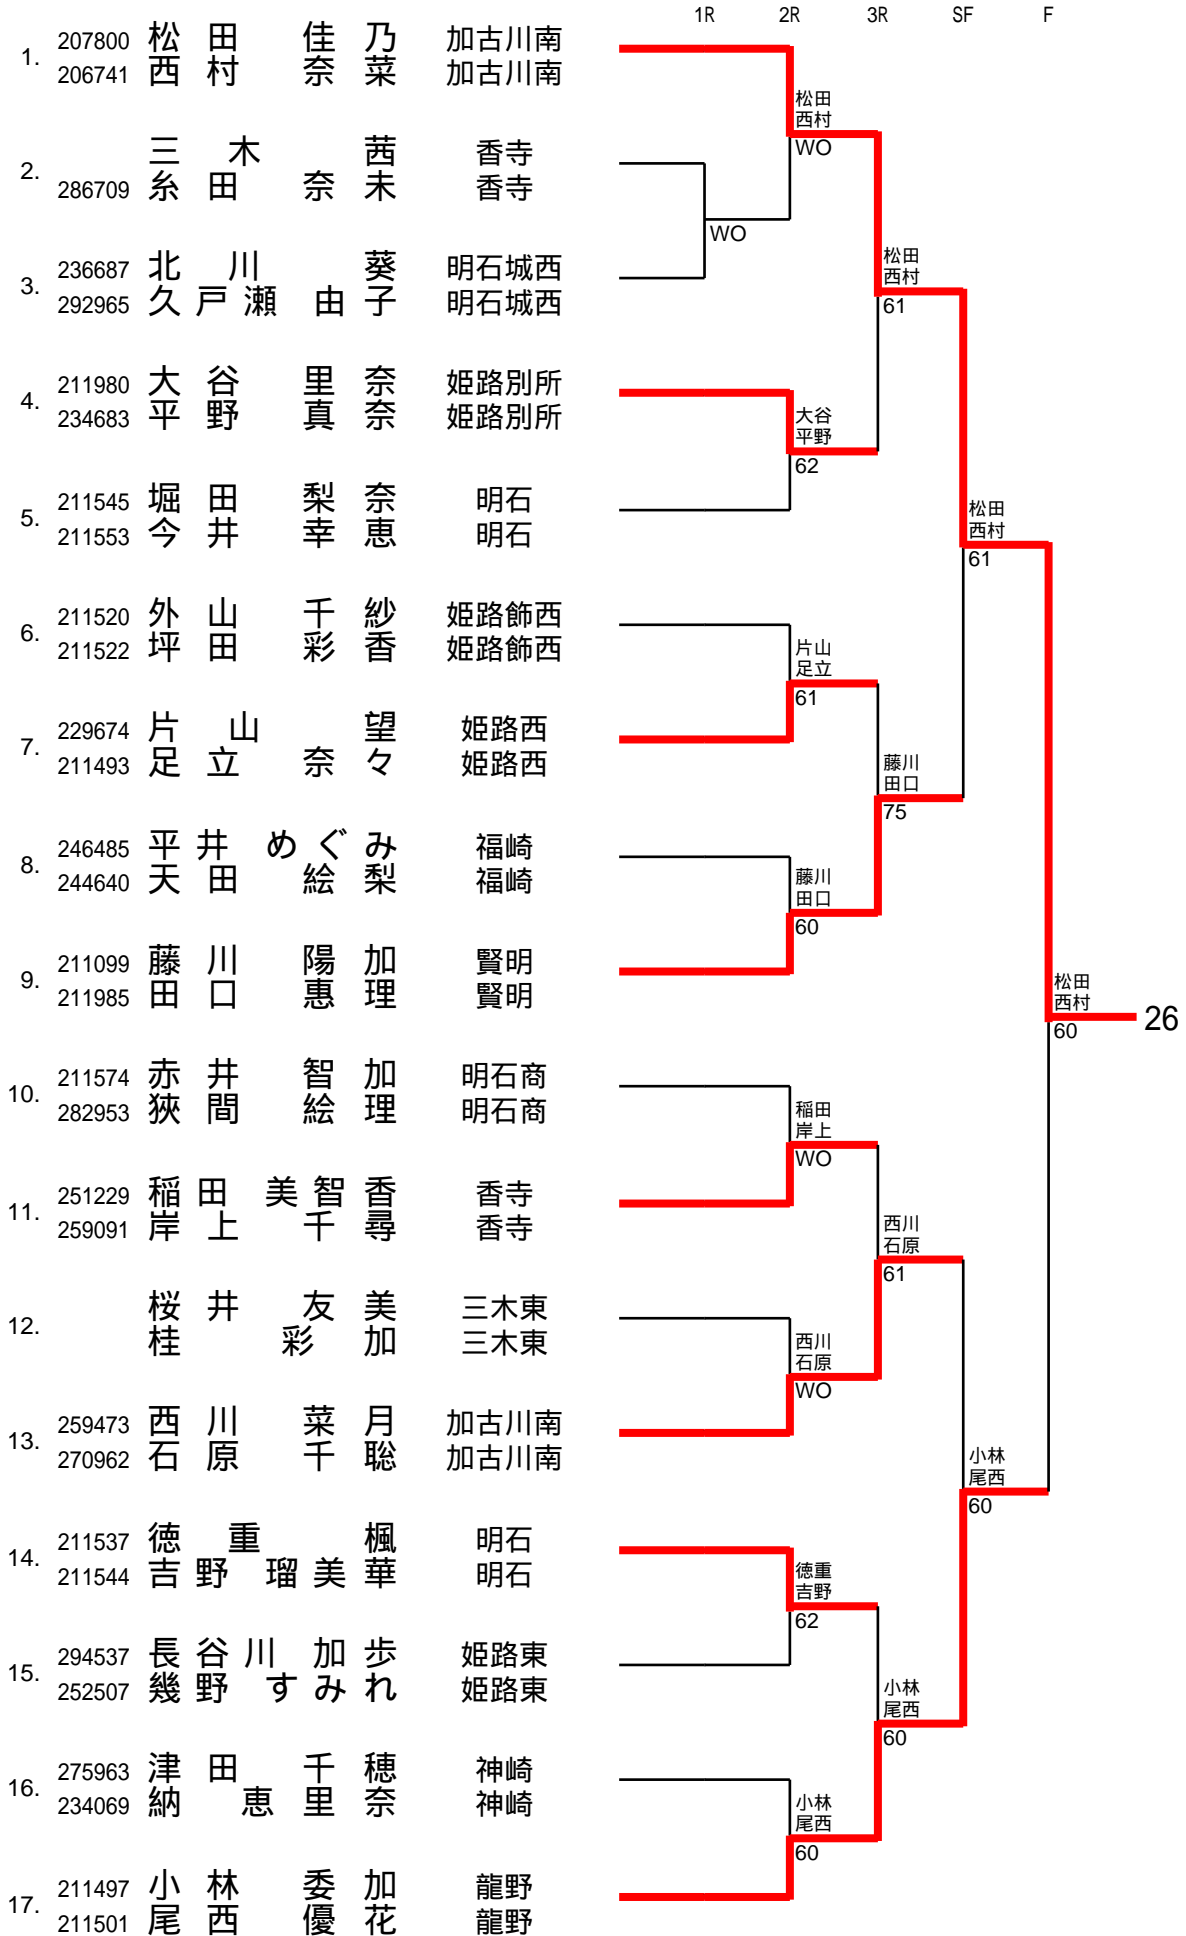 1R 2R 3R SF F
1. 207800 松田 佳乃 加古川南
206741 西村 奈菜 加古川南
松田
西村
WO
2. 三木 茜 香寺
286709 糸田 奈未 香寺
WO
3. 236687 北川 葵 明石城西
292965 久戸瀬 由子 明石城西
松田
西村
61
4. 211980 大谷 里奈 姫路別所
234683 平野 真奈 姫路別所
大谷
平野
62
5. 211545 堀田 梨奈 明石
211553 今井 幸恵 明石
松田
西村
61
6. 211520 外山 千紗 姫路飾西
211522 坪田 彩香 姫路飾西
片山
足立
61
7. 229674 片山 望 姫路西
211493 足立 奈々 姫路西
藤川
田口
75
8. 246485 平井 めぐみ 福崎
244640 天田 絵梨 福崎
藤川
田口
60
9. 211099 藤川 陽加 賢明
211985 田口 惠理 賢明
松田
西村
60
26
10. 211574 赤井 智加 明石商
282953 狹間 絵理 明石商
稲田
岸上
WO
11. 251229 稲田 美智香 香寺
259091 岸上 千尋 香寺
西川
石原
61
12. 桜井 友美 三木東
桂 彩加 三木東
西川
石原
WO
13. 259473 西川 菜月 加古川南
270962 石原 千聡 加古川南
小林
尾西
60
14. 211537 徳重 楓 明石
211544 吉野 瑠美華 明石
徳重
吉野
62
15. 294537 長谷川 加歩 姫路東
252507 幾野 すみれ 姫路東
小林
尾西
60
16. 275963 津田 千穂 神崎
234069 納 恵里奈 神崎
小林
尾西
60
17. 211497 小林 委加 龍野
211501 尾西 優花 龍野